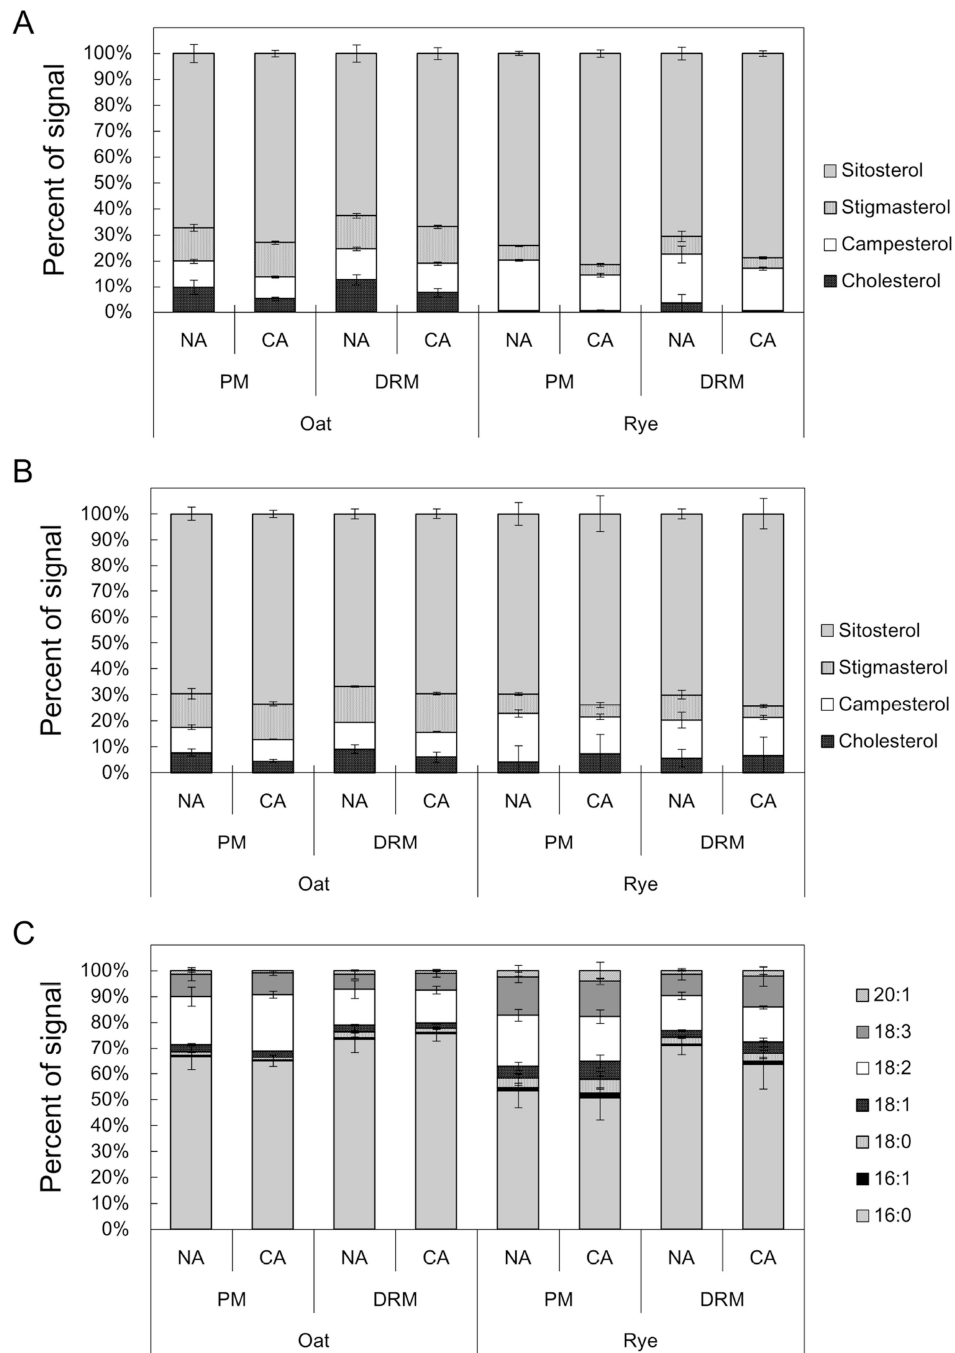 A
Percent of signal
100%
90%
80%
70%
60%
50%
40%
30%
20%
10%
0%
NA CA NA CA NA CA NA CA
PM DRM PM DRM
Oat Rye
Sitosterol
Stigmasterol
Campesterol
Cholesterol
B
Percent of signal
100%
90%
80%
70%
60%
50%
40%
30%
20%
10%
0%
NA CA NA CA NA CA NA CA
PM DRM PM DRM
Oat Rye
Sitosterol
Stigmasterol
Campesterol
Cholesterol
C
Percent of signal
100%
90%
80%
70%
60%
50%
40%
30%
20%
10%
0%
NA CA NA CA NA CA NA CA
PM DRM PM DRM
Oat Rye
20:1
18:3
18:2
18:1
18:0
16:1
16:0